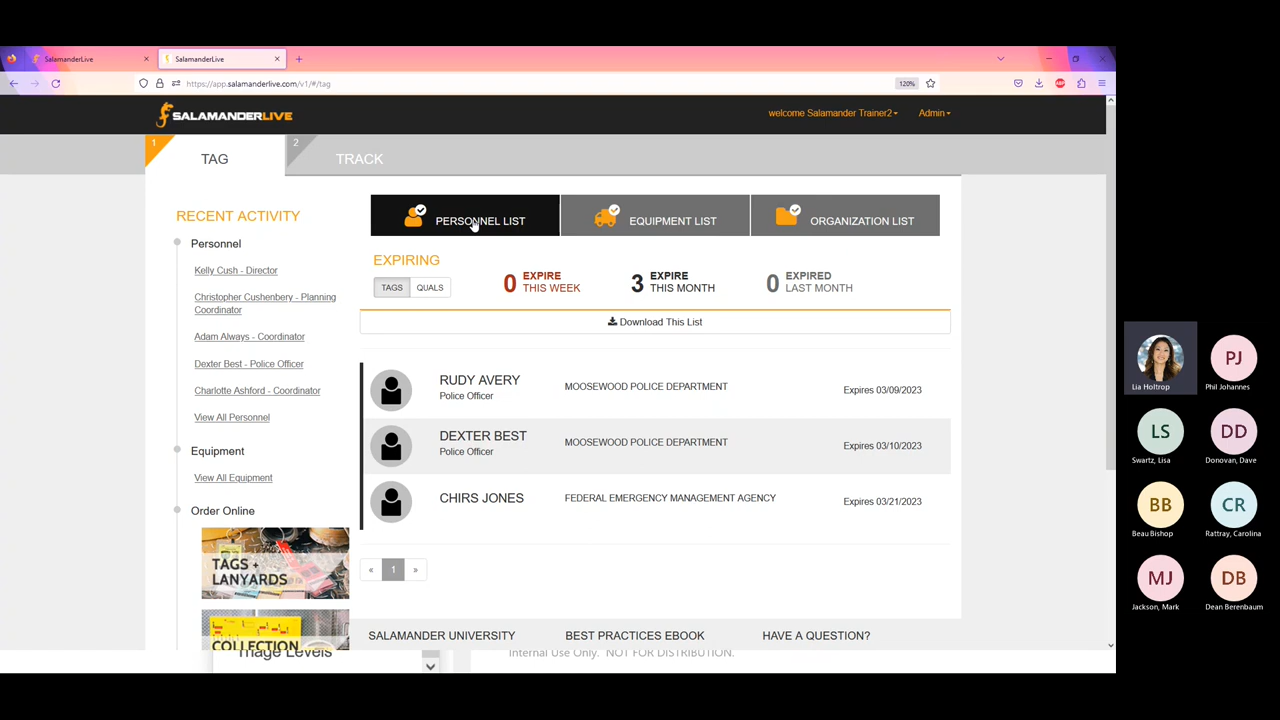 SalamanderLive
SalamanderLive
https://app.salamanderlive.com/v1/#/tag
120%
SALAMANDERLIVE
welcome Salamander Trainer2
Admin
1
TAG
2
TRACK
RECENT ACTIVITY
Personnel
Kelly Cush - Director
Christopher Cushenbery - Planning
Coordinator
Adam Always - Coordinator
Dexter Best - Police Officer
Charlotte Ashford - Coordinator
View All Personnel
Equipment
View All Equipment
Order Online
TAGS +
LANYARDS
COLLECTION
PERSONNEL LIST
EQUIPMENT LIST
ORGANIZATION LIST
EXPIRING
TAGS
QUALS
0 EXPIRE
THIS WEEK
3 EXPIRE
THIS MONTH
0 EXPIRED
LAST MONTH
Download This List
RUDY AVERY
Police Officer
MOOSEWOOD POLICE DEPARTMENT
Expires 03/09/2023
DEXTER BEST
Police Officer
MOOSEWOOD POLICE DEPARTMENT
Expires 03/10/2023
CHIRS JONES
FEDERAL EMERGENCY MANAGEMENT AGENCY
Expires 03/21/2023
« 1 »
SALAMANDER UNIVERSITY
BEST PRACTICES EBOOK
HAVE A QUESTION?
Triage Levels
Internal Use Only. NOT FOR DISTRIBUTION.
Lia Holtrop
PJ
Phil Johannes
LS
Swartz, Lisa
DD
Donovan, Dave
BB
Beau Bishop
CR
Rattray, Carolina
MJ
Jackson, Mark
DB
Dean Berenbaum